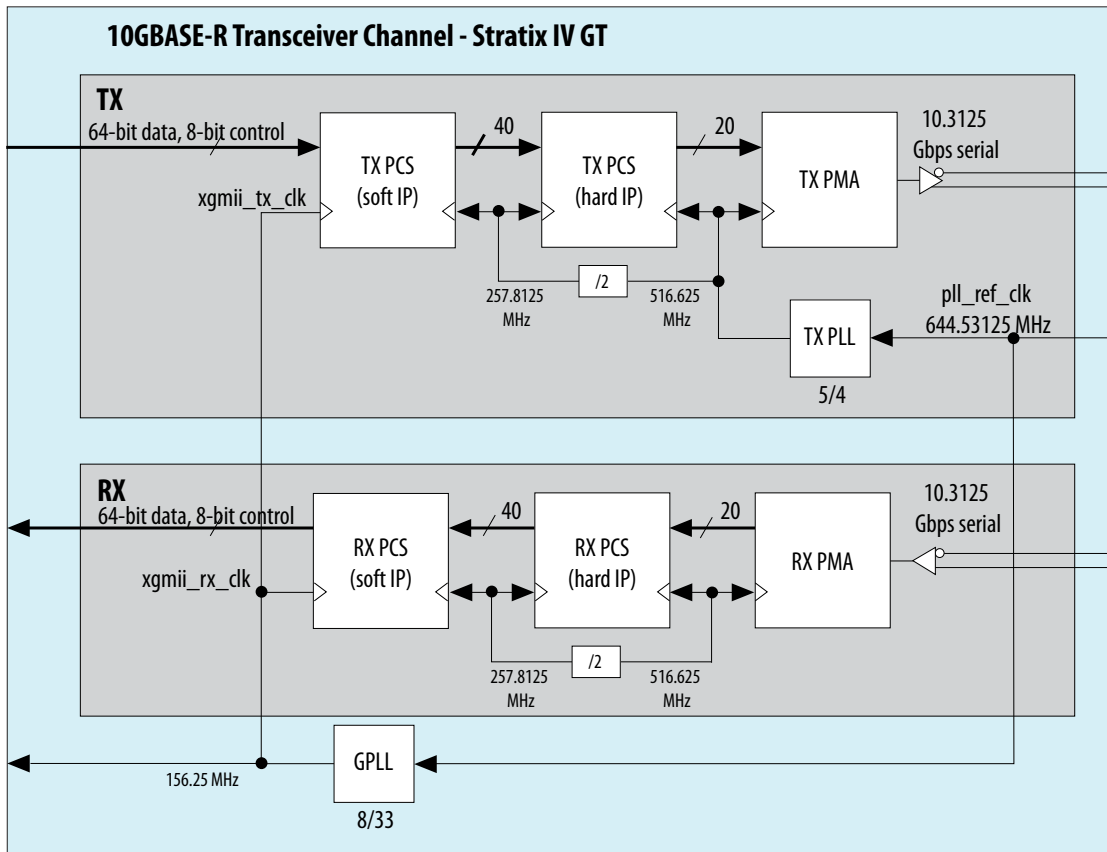 10GBASE-R Transceiver Channel - Stratix IV GT
TX
64-bit data, 8-bit control
40
20
10.3125
Gbps serial
TX PCS
(soft IP)
TX PCS
(hard IP)
TX PMA
xgmii_tx_clk
/2
257.8125
MHz
516.625
MHz
pll_ref_clk
644.53125 MHz
TX PLL
5/4
RX
64-bit data, 8-bit control
40
20
10.3125
Gbps serial
RX PCS
(soft IP)
RX PCS
(hard IP)
RX PMA
xgmii_rx_clk
/2
257.8125
MHz
516.625
MHz
GPLL
156.25 MHz
8/33